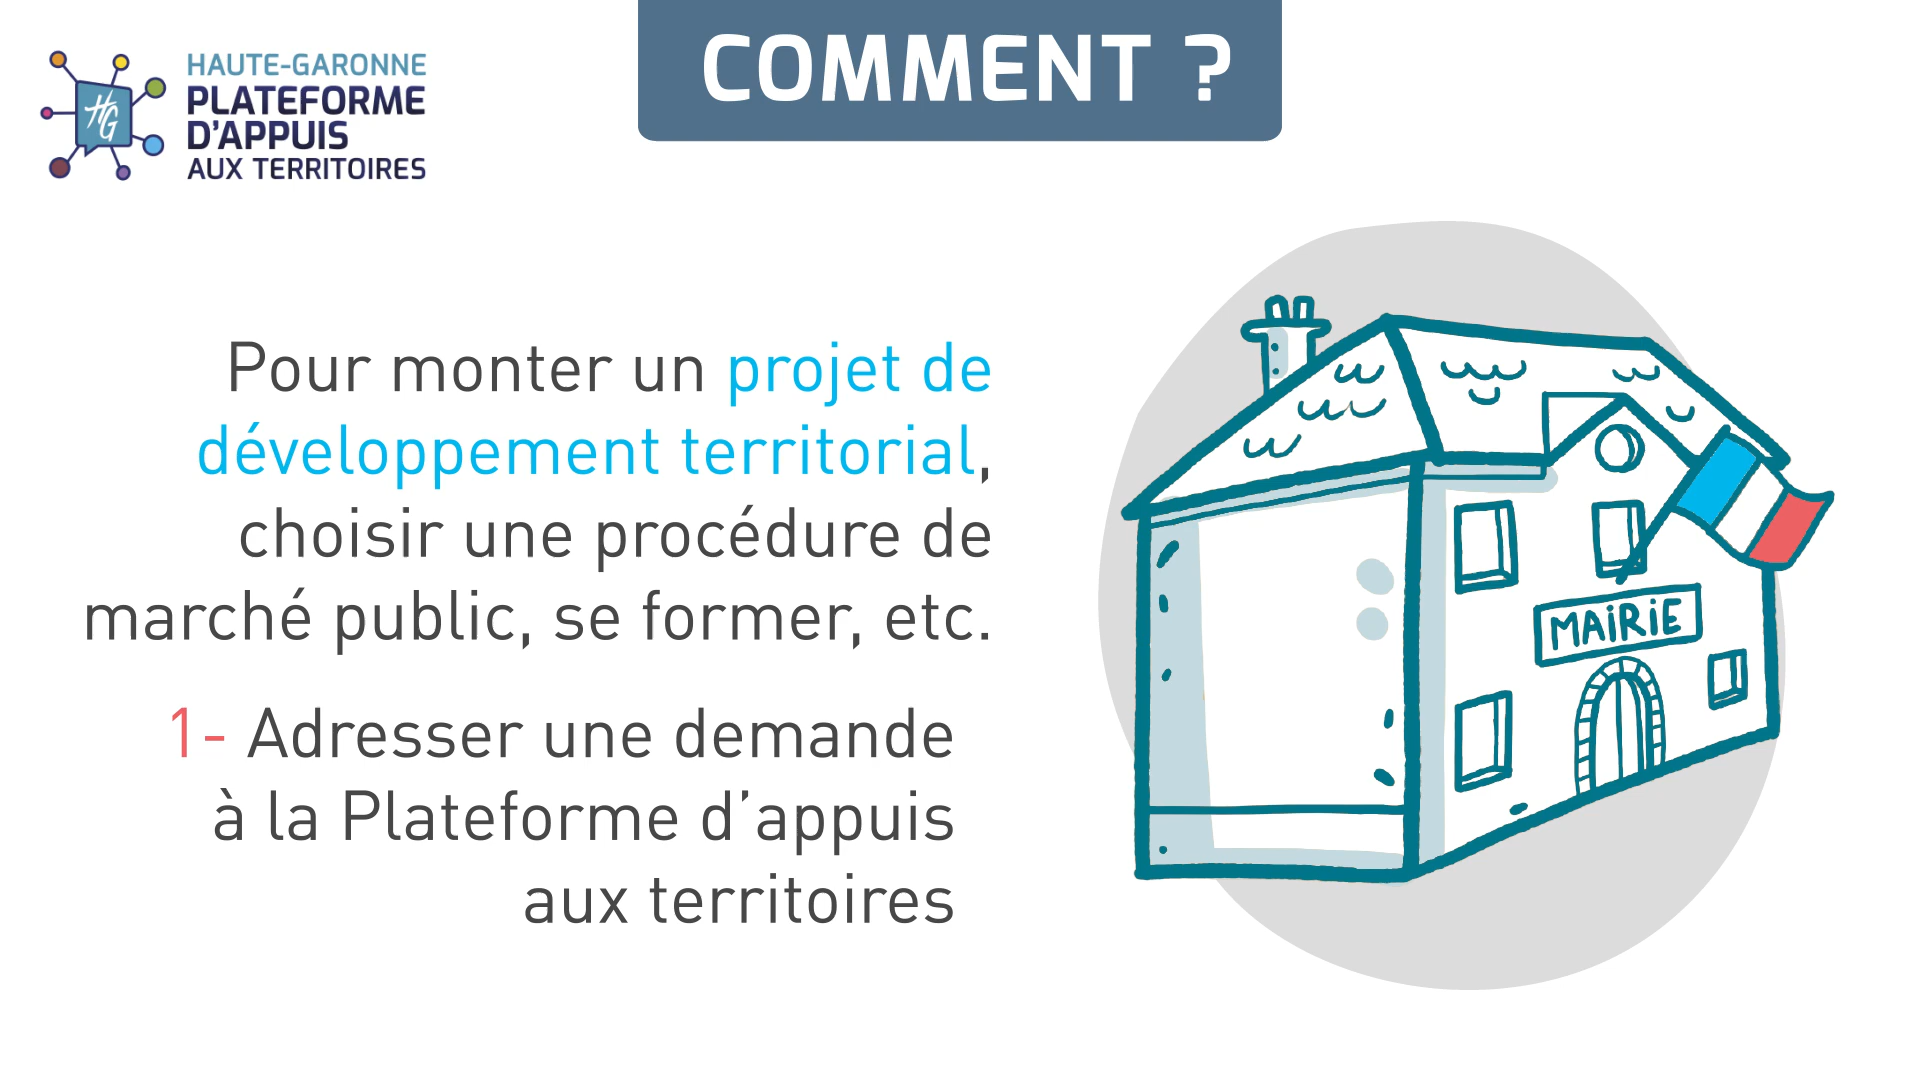 HG
HAUTE-GARONNE
PLATEFORME
D'APPUIS
AUX TERRITOIRES
COMMENT ?
Pour monter un projet de
développement territorial,
choisir une procédure de
marché public, se former, etc.
1- Adresser une demande
à la Plateforme d’appuis
aux territoires
MAiRiE